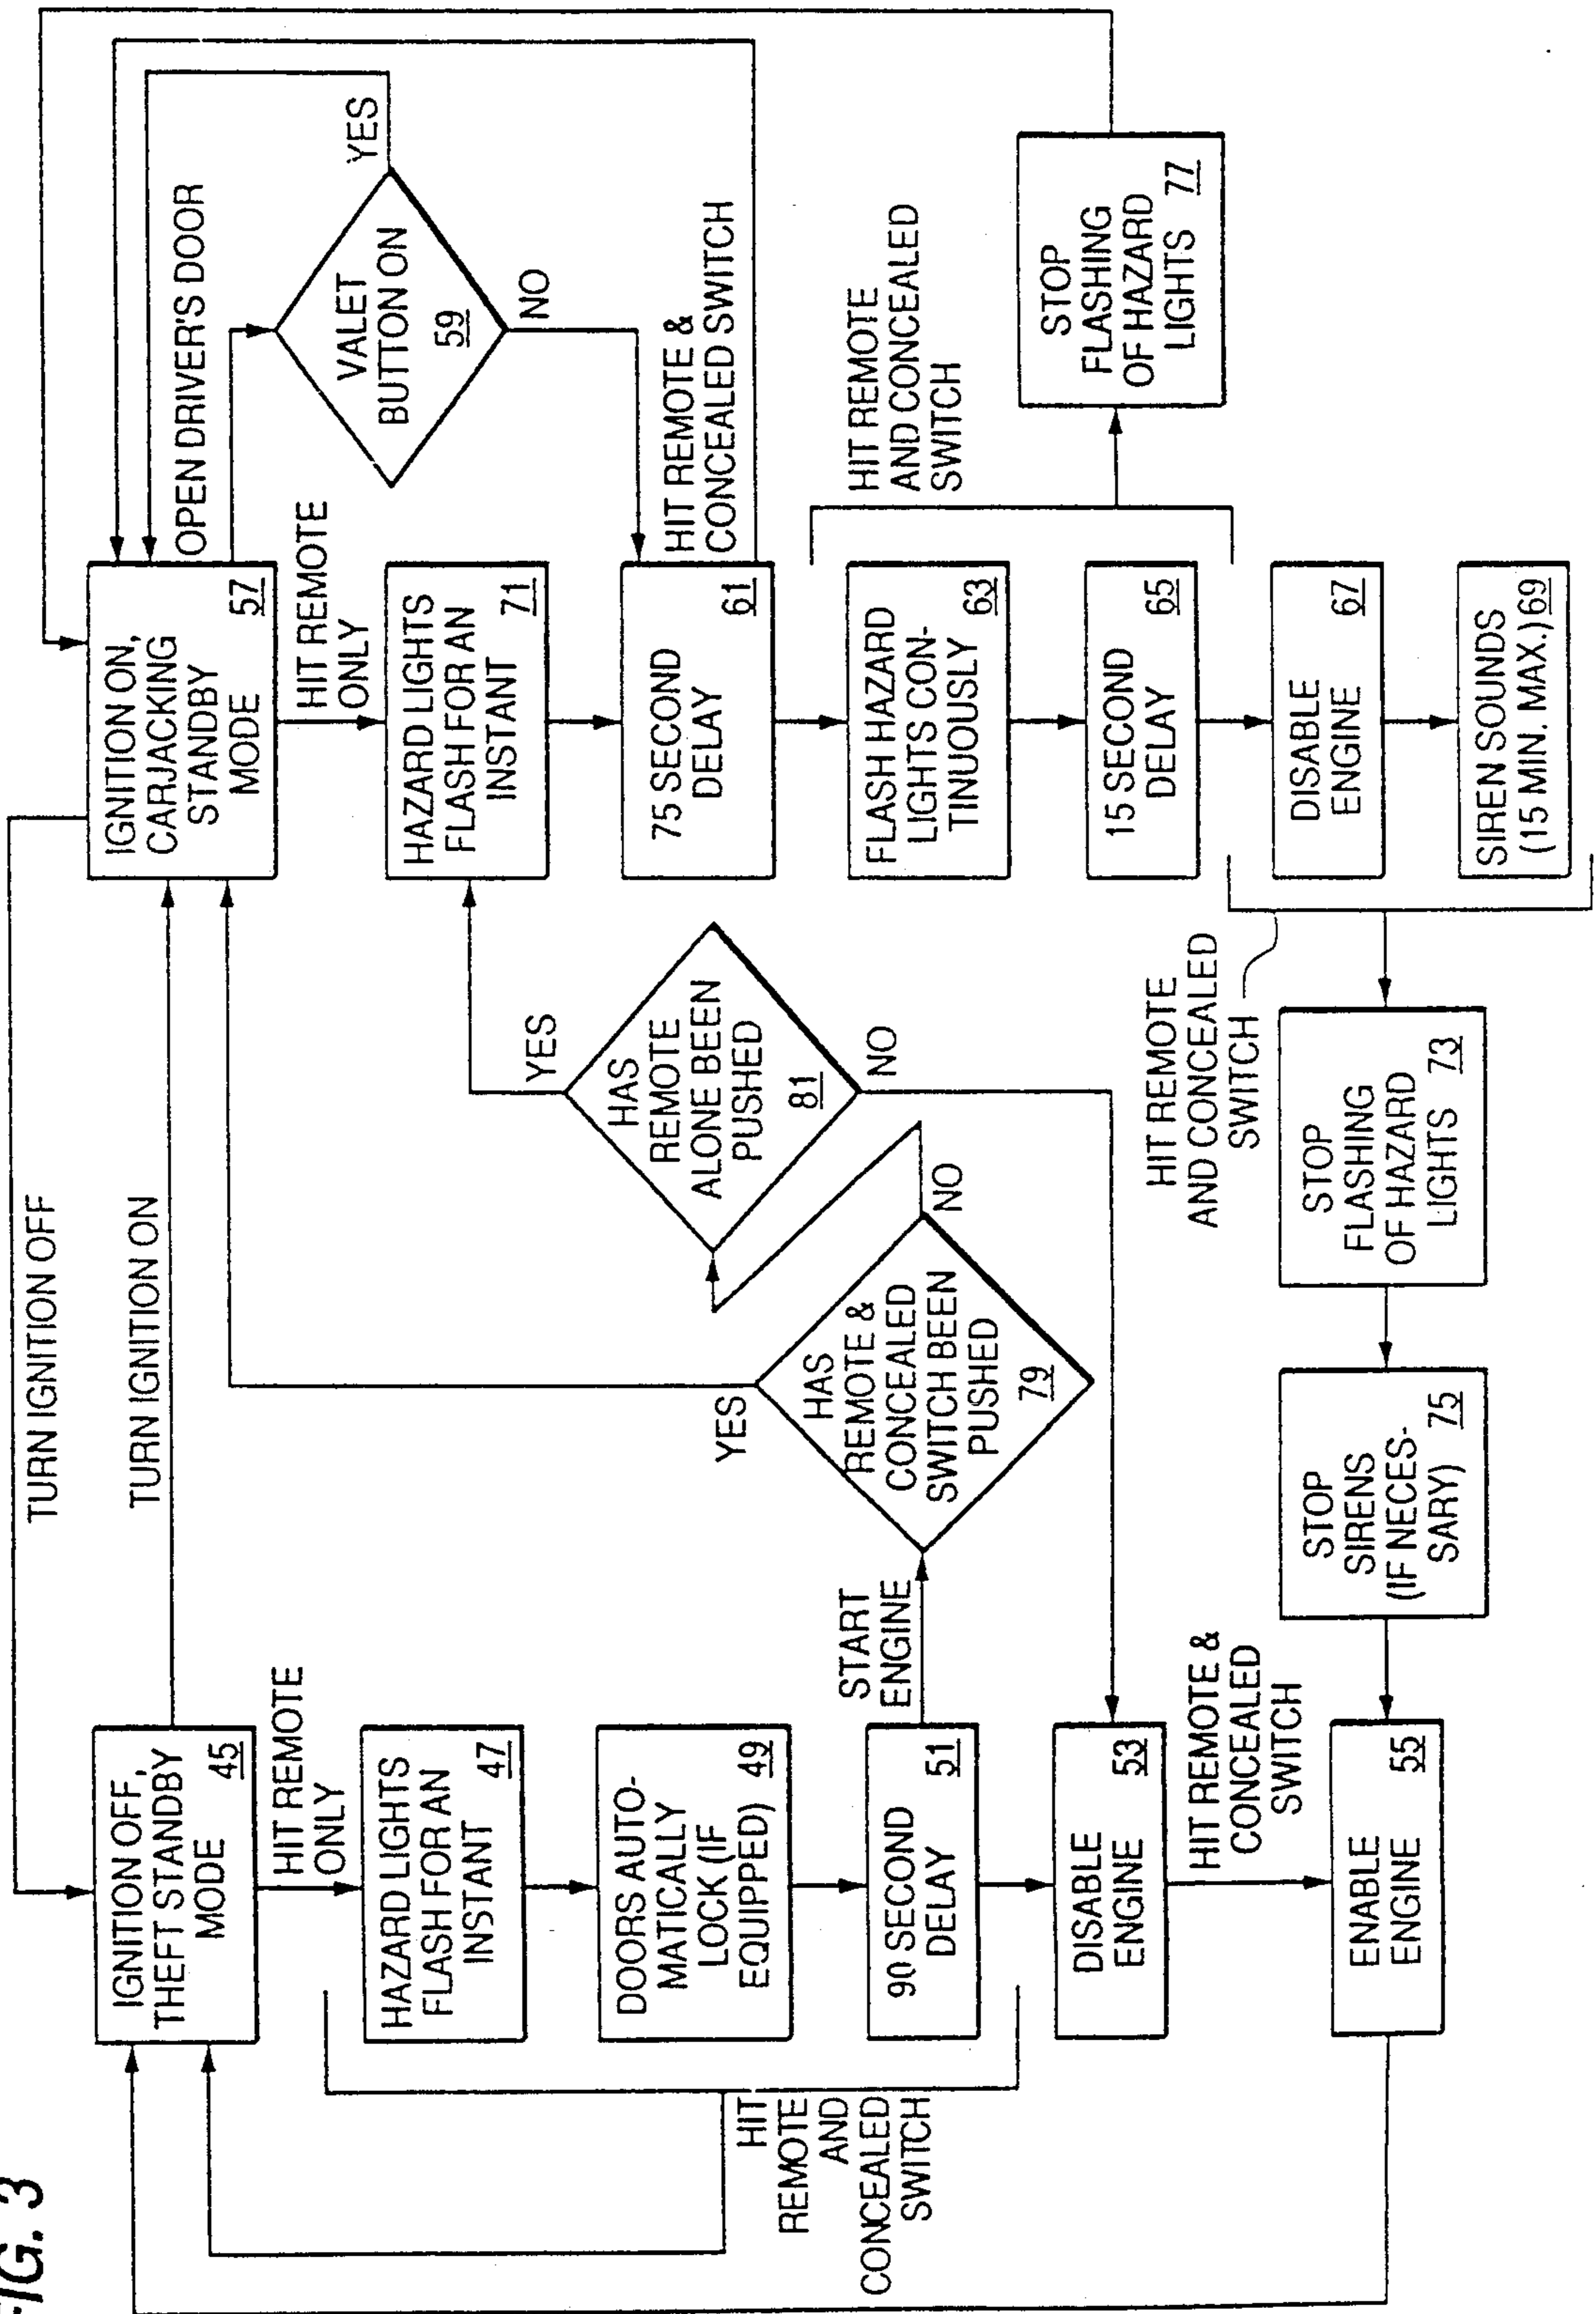 FIG. 3
TURN IGNITION OFF
TURN IGNITION ON
IGNITION OFF,
THEFT STANDBY
MODE
45
HIT REMOTE
ONLY
HAZARD LIGHTS
FLASH FOR AN
INSTANT
47
DOORS AUTO-
MATICALLY
LOCK (IF
EQUIPPED) 49
90 SECOND
DELAY
51
HIT
REMOTE
AND
CONCEALED
SWITCH
START
ENGINE
DISABLE
ENGINE
53
HIT REMOTE &
CONCEALED
SWITCH
ENABLE
ENGINE
55
HAS
REMOTE &
CONCEALED
SWITCH BEEN
PUSHED
79
YES
NO
HAS
REMOTE
ALONE BEEN
PUSHED
81
YES
NO
IGNITION ON,
CARJACKING
STANDBY
MODE
57
OPEN DRIVER'S DOOR
VALET
BUTTON ON
59
YES
NO
HIT REMOTE
ONLY
HAZARD LIGHTS
FLASH FOR AN
INSTANT
71
75 SECOND
DELAY
61
HIT REMOTE &
CONCEALED SWITCH
FLASH HAZARD
LIGHTS CON-
TINUOUSLY
63
15 SECOND
DELAY
65
HIT REMOTE
AND CONCEALED
SWITCH
STOP
FLASHING
OF HAZARD
LIGHTS 77
DISABLE
ENGINE
67
SIREN SOUNDS
(15 MIN. MAX.) 69
HIT REMOTE
AND CONCEALED
SWITCH
STOP
FLASHING
OF HAZARD
LIGHTS 73
STOP
SIRENS
(IF NECES-
SARY) 75